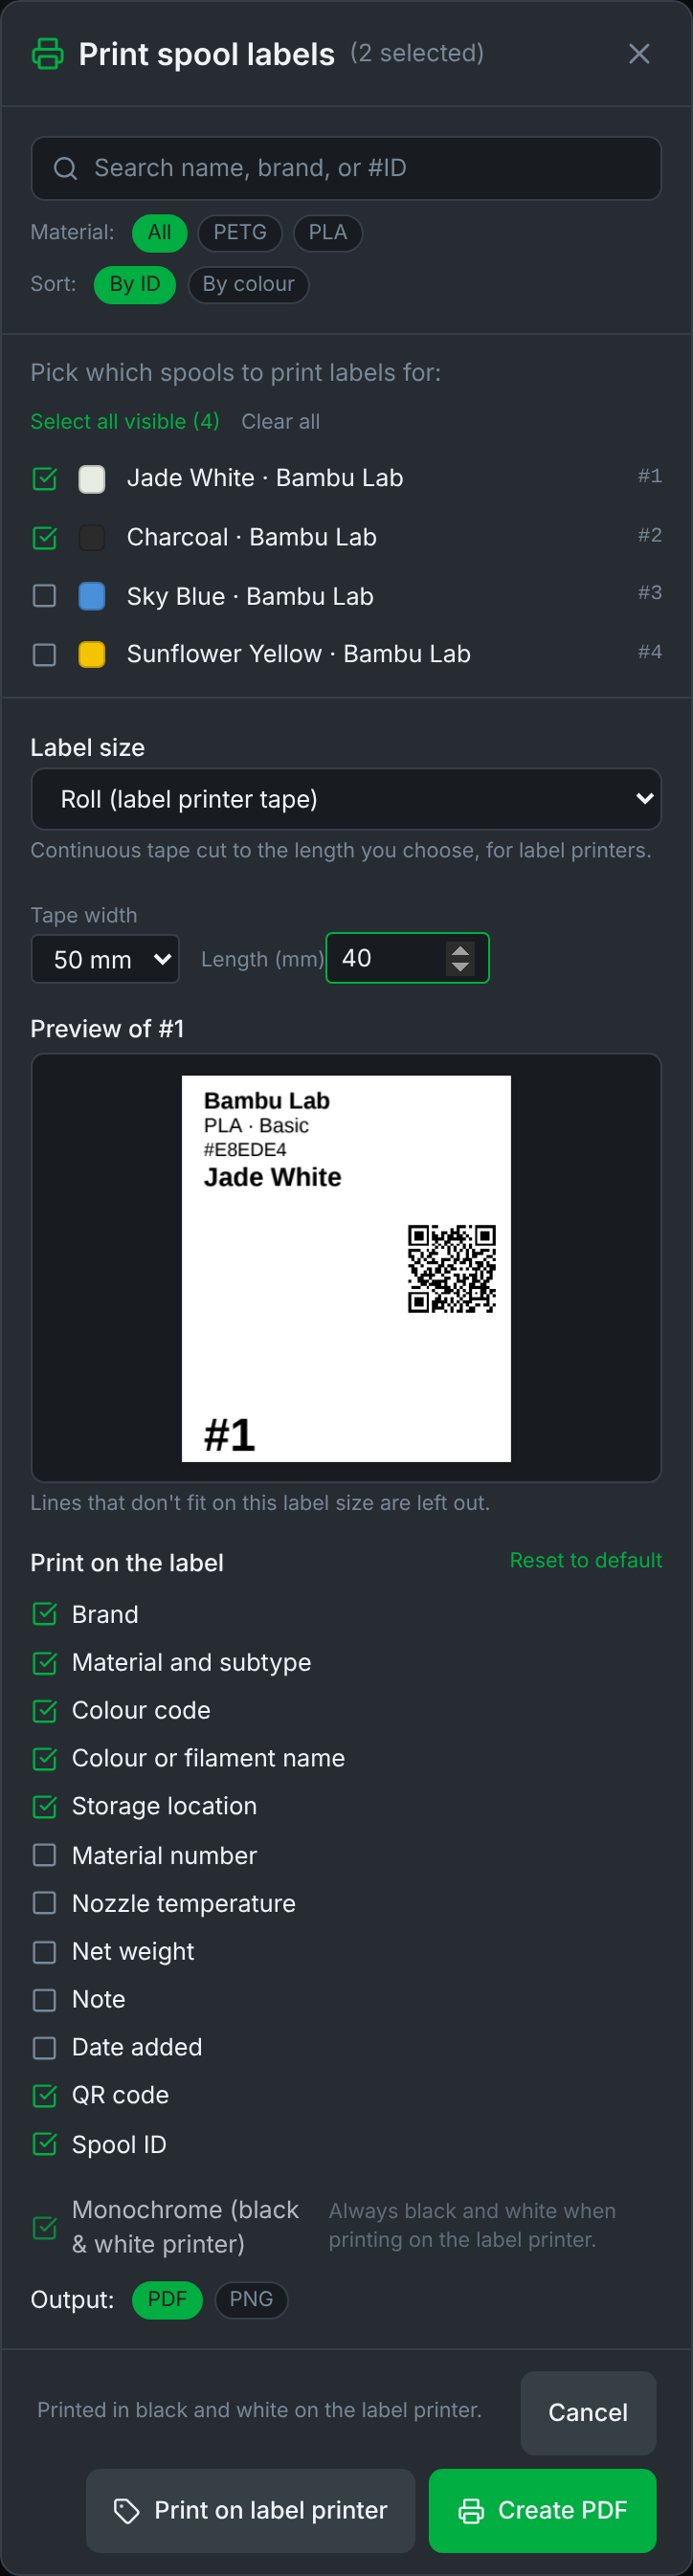 Print spool labels (2 selected)
Search name, brand, or #ID
Material: All PETG PLA
Sort: By ID By colour
Pick which spools to print labels for:
Select all visible (4) Clear all
Jade White · Bambu Lab #1
Charcoal · Bambu Lab #2
Sky Blue · Bambu Lab #3
Sunflower Yellow · Bambu Lab #4
Label size
Roll (label printer tape)
Continuous tape cut to the length you choose, for label printers.
Tape width
50 mm Length (mm) 40
Preview of #1
Bambu Lab
PLA · Basic
#E8EDE4
Jade White
#1
Lines that don't fit on this label size are left out.
Print on the label Reset to default
Brand
Material and subtype
Colour code
Colour or filament name
Storage location
Material number
Nozzle temperature
Net weight
Note
Date added
QR code
Spool ID
Monochrome (black
& white printer)
Always black and white when
printing on the label printer.
Output: PDF PNG
Printed in black and white on the label printer. Cancel
Print on label printer Create PDF